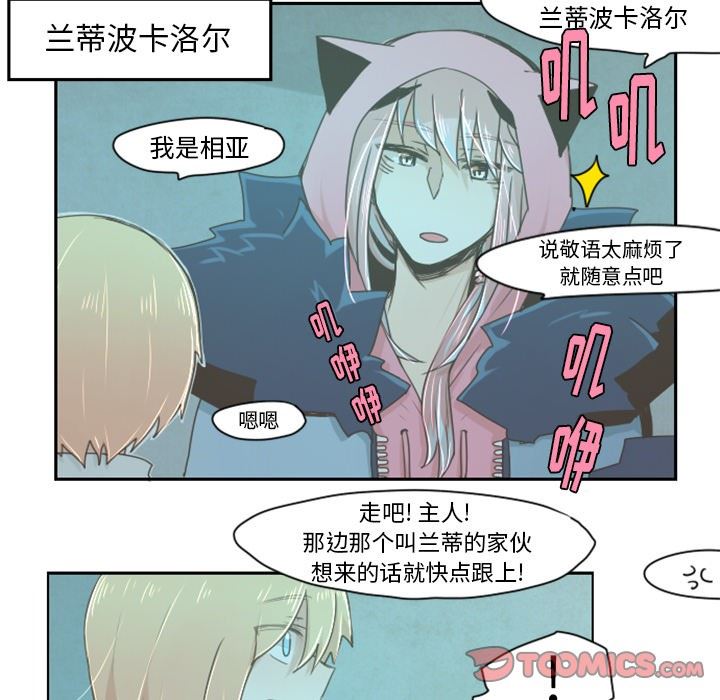 兰蒂波卡洛尔
兰蒂波卡洛尔
叽
叽
我是相亚
说敬语太麻烦了
就随意点吧
叽
咿
嗯嗯
走吧! 主人!
那边那个叫兰蒂的家伙
想来的话就快点跟上!
!
TOOMICS.COM